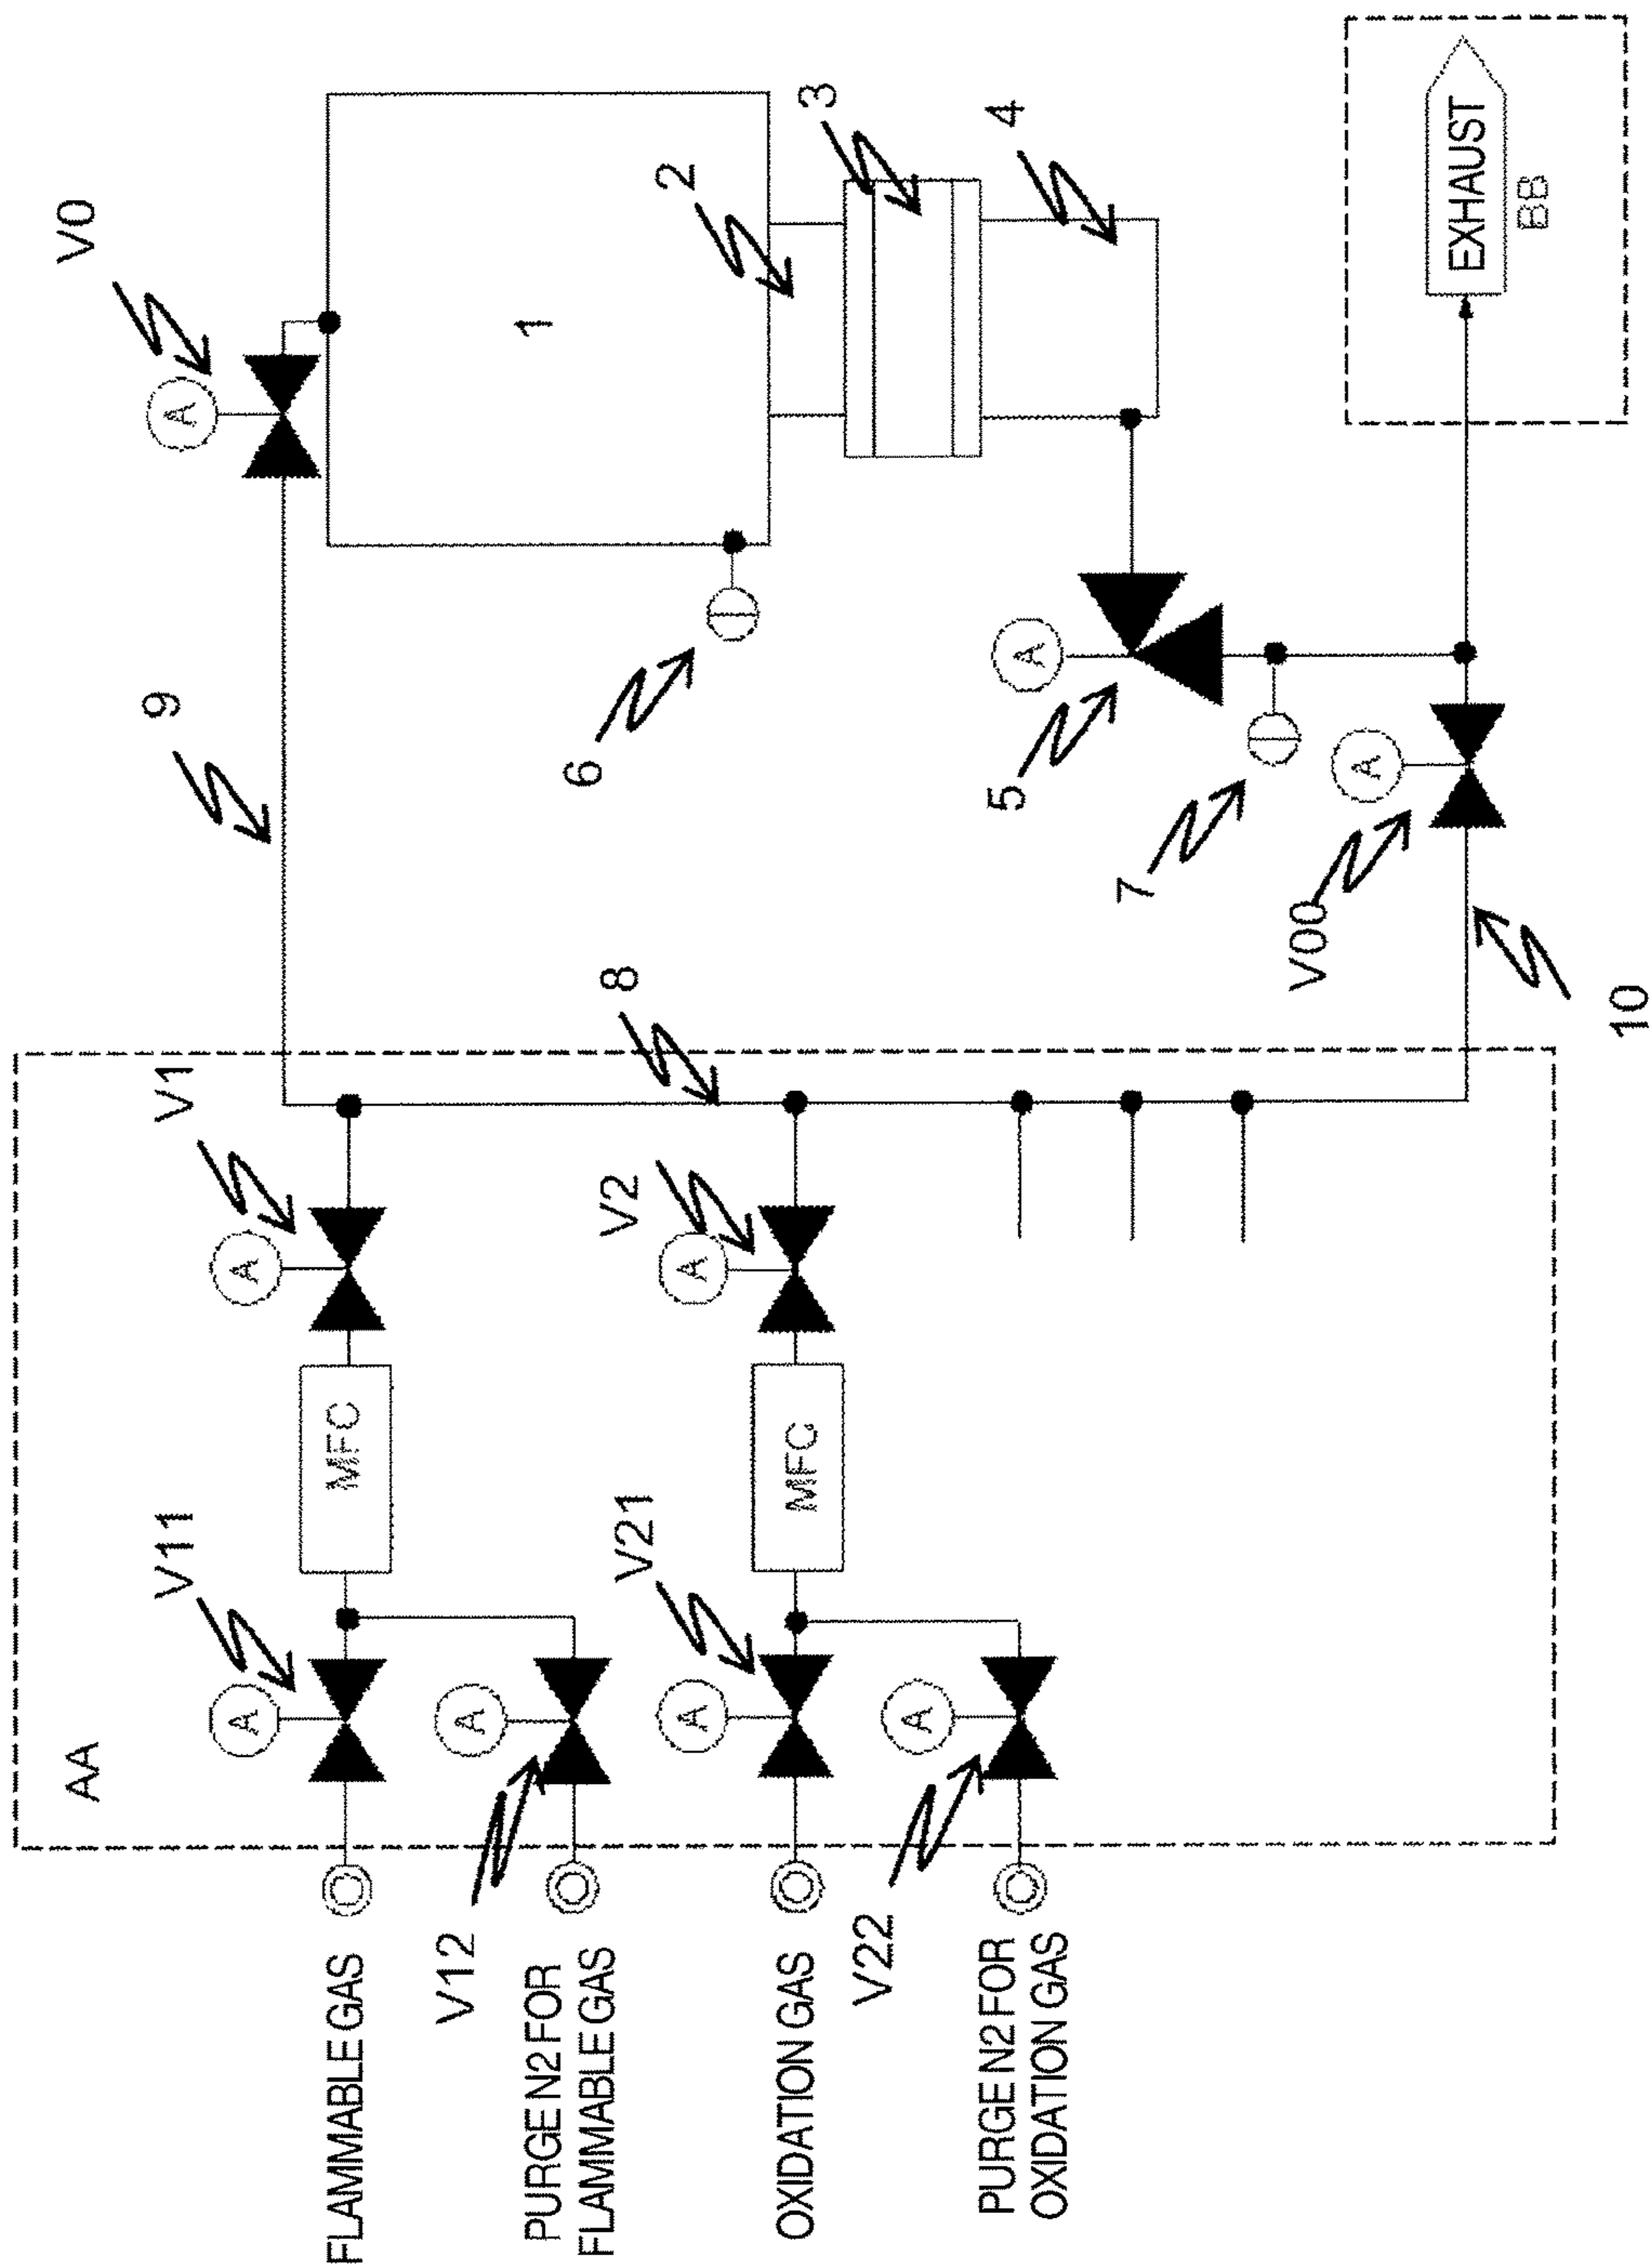 AA
FLAMMABLE GAS
V11
A
MFC
V1
A
9
V0
A
1
PURGE N2 FOR
FLAMMABLE GAS
V12
A
6
2
3
OXIDATION GAS
V21
A
MFC
V2
A
8
4
PURGE N2 FOR
OXIDATION GAS
V22
A
5
A
7
V00
A
10
EXHAUST
BB